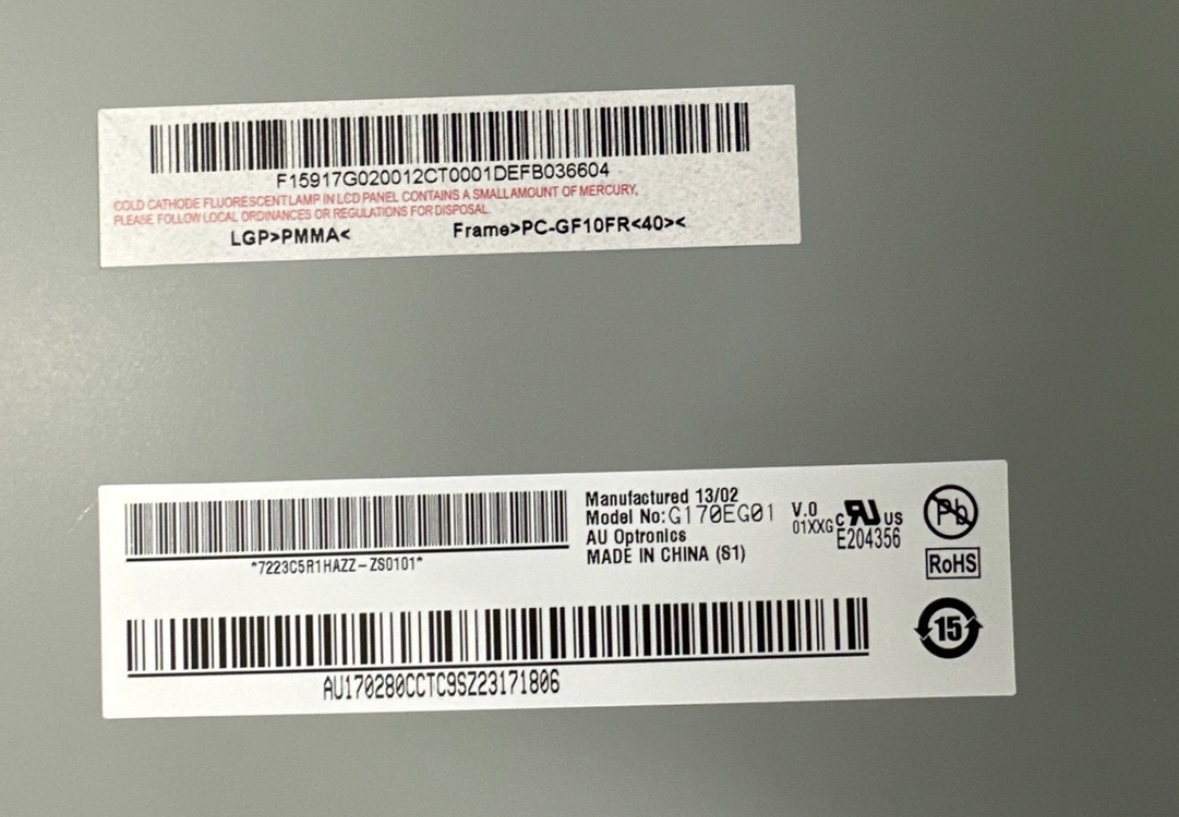 F15917G020012CT0001DEFB036604
COLD CATHODE FLUORESCENT LAMP IN LCD PANEL CONTAINS A SMALL AMOUNT OF MERCURY,
PLEASE FOLLOW LOCAL ORDINANCES OR REGULATIONS FOR DISPOSAL.
LGP>PMMA< Frame>PC-GF10FR<40><
*7223C5R1HAZZ-ZS0101*
Manufactured 13/02
Model No:G170EG01 V.0
01XXG
AU Optronics
MADE IN CHINA (S1)
c RU US
E204356
Pb
RoHS
15
AU170280CCTC9SZ23171806